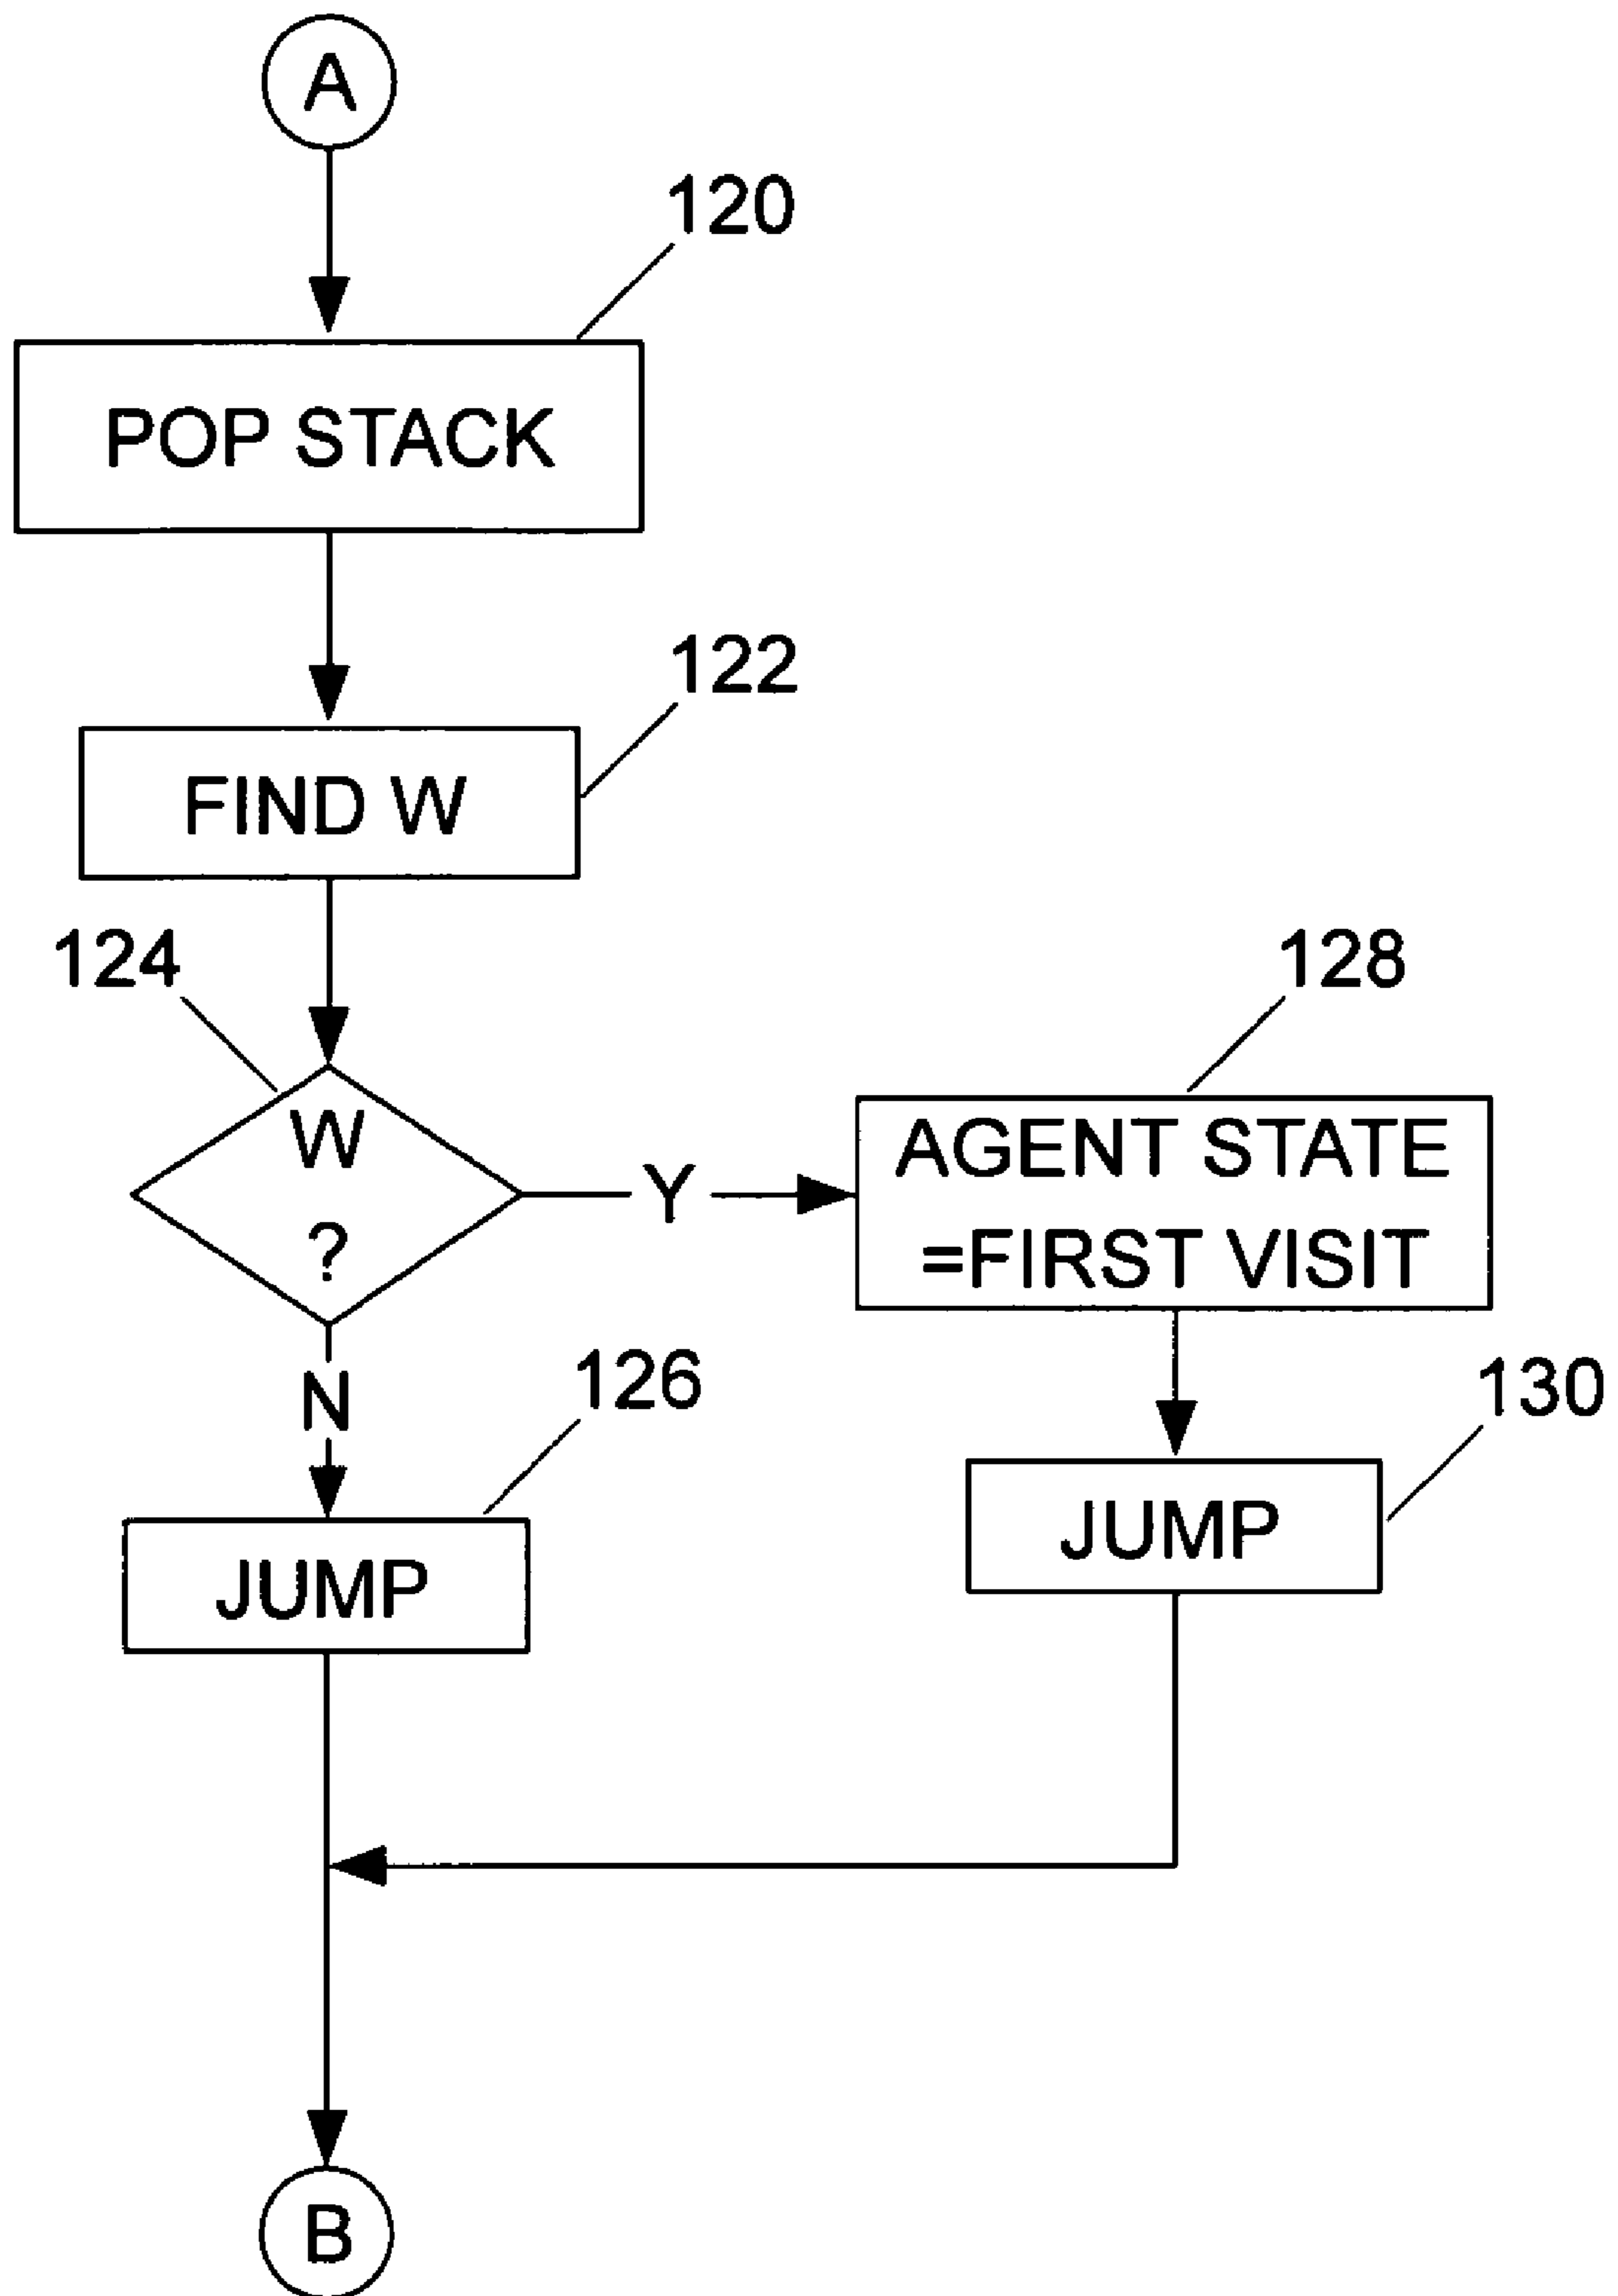 A
120
POP STACK
122
FIND W
124
W
?
Y
128
AGENT STATE
=FIRST VISIT
N
126
JUMP
130
JUMP
B